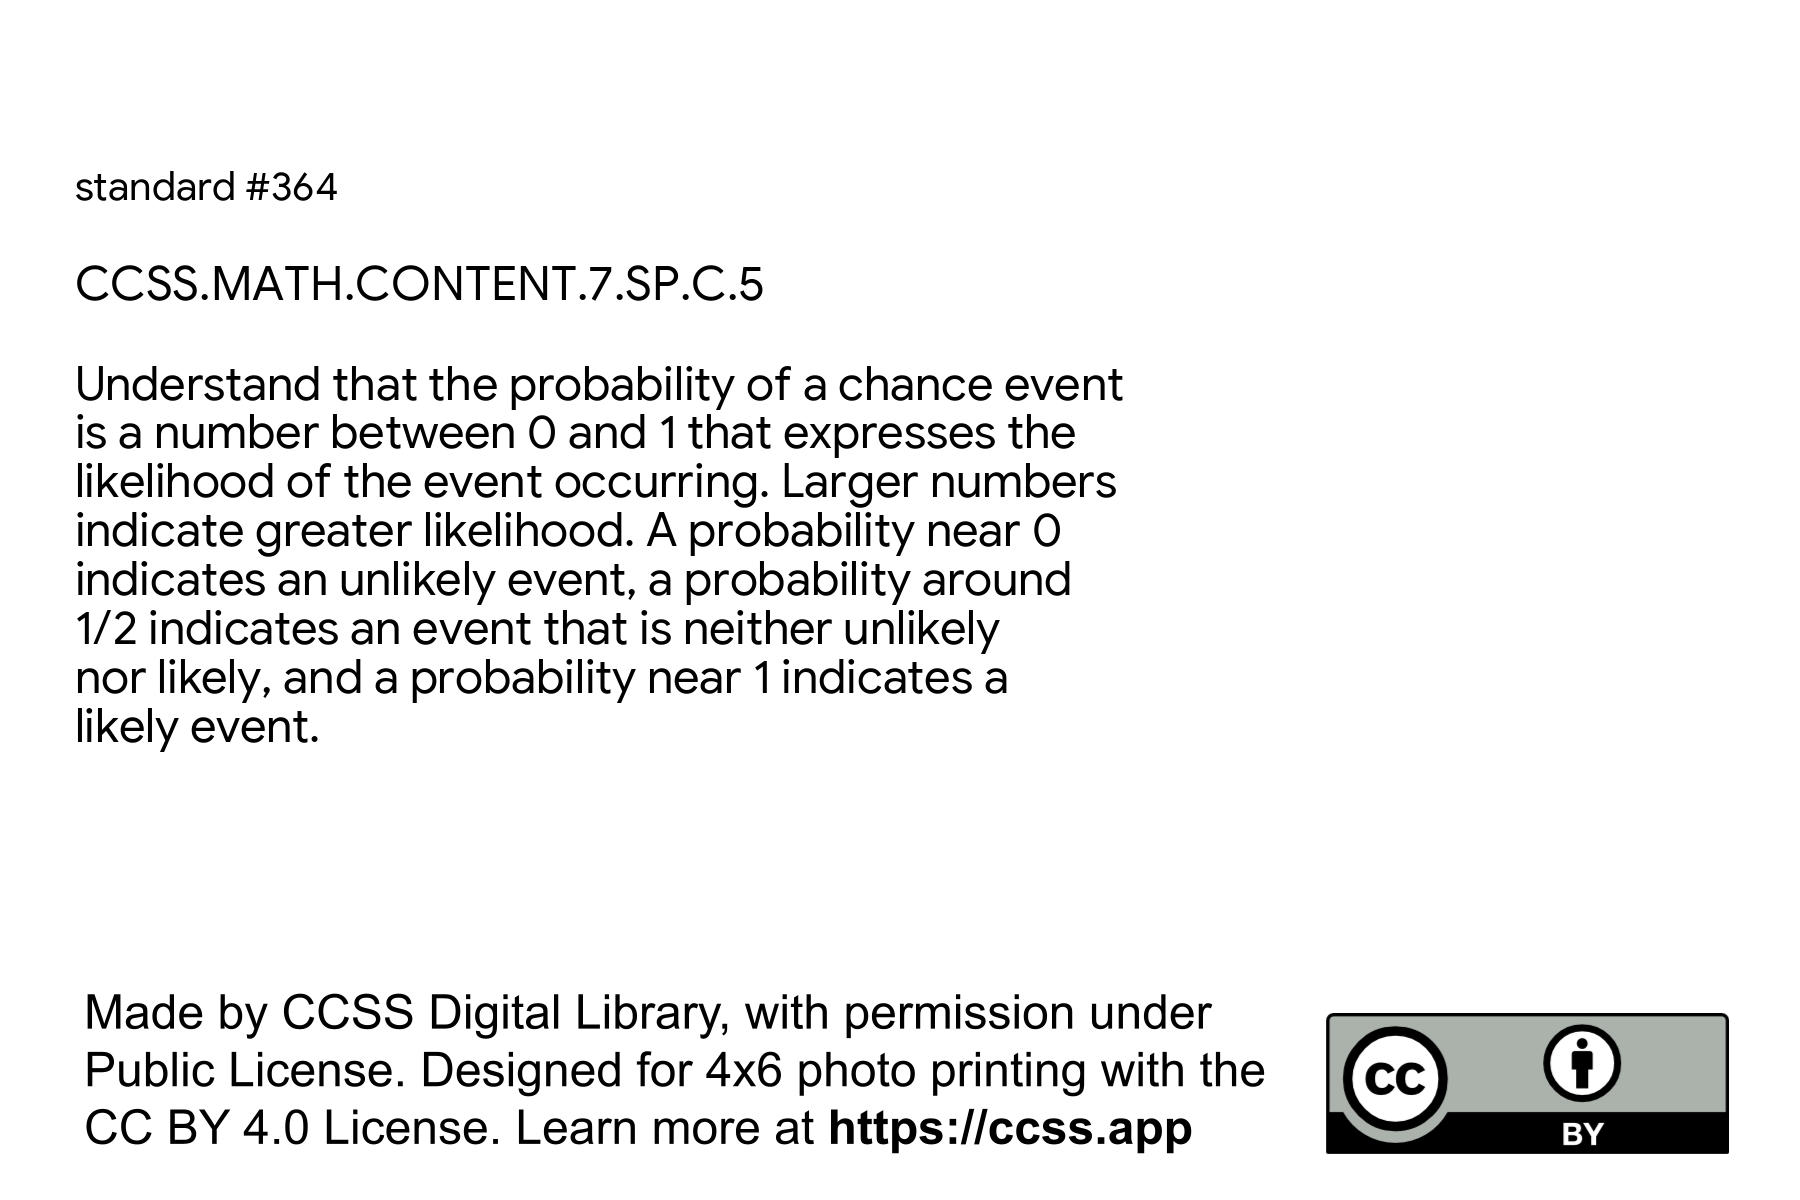 standard #364
CCSS.MATH.CONTENT.7.SP.C.5
Understand that the probability of a chance event
is a number between 0 and 1 that expresses the
likelihood of the event occurring. Larger numbers
indicate greater likelihood. A probability near 0
indicates an unlikely event, a probability around
1/2 indicates an event that is neither unlikely
nor likely, and a probability near 1 indicates a
likely event.
Made by CCSS Digital Library, with permission under
Public License. Designed for 4x6 photo printing with the
CC BY 4.0 License. Learn more at https://ccss.app
CC
BY